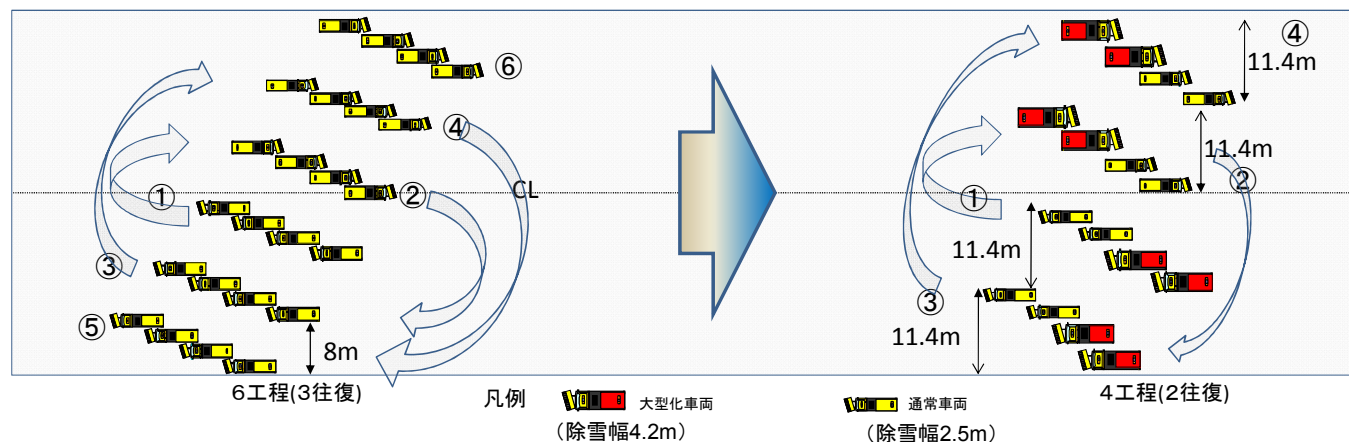 ⑥
④
②
CL
①
③
⑤
8m
6工程(3往復)
④
11.4m
11.4m
②
①
11.4m
③
11.4m
4工程(2往復)
凡例
大型化車両
(除雪幅4.2m)
通常車両
(除雪幅2.5m)